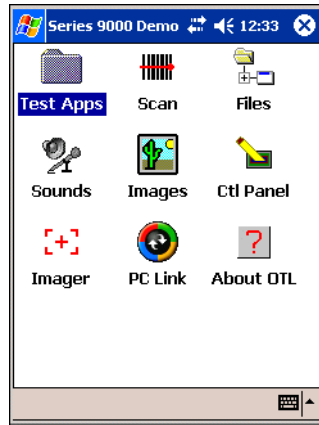 Series 9000 Demo 12:33
Test Apps Scan Files
Sounds Images Ctl Panel
Imager PC Link About OTL